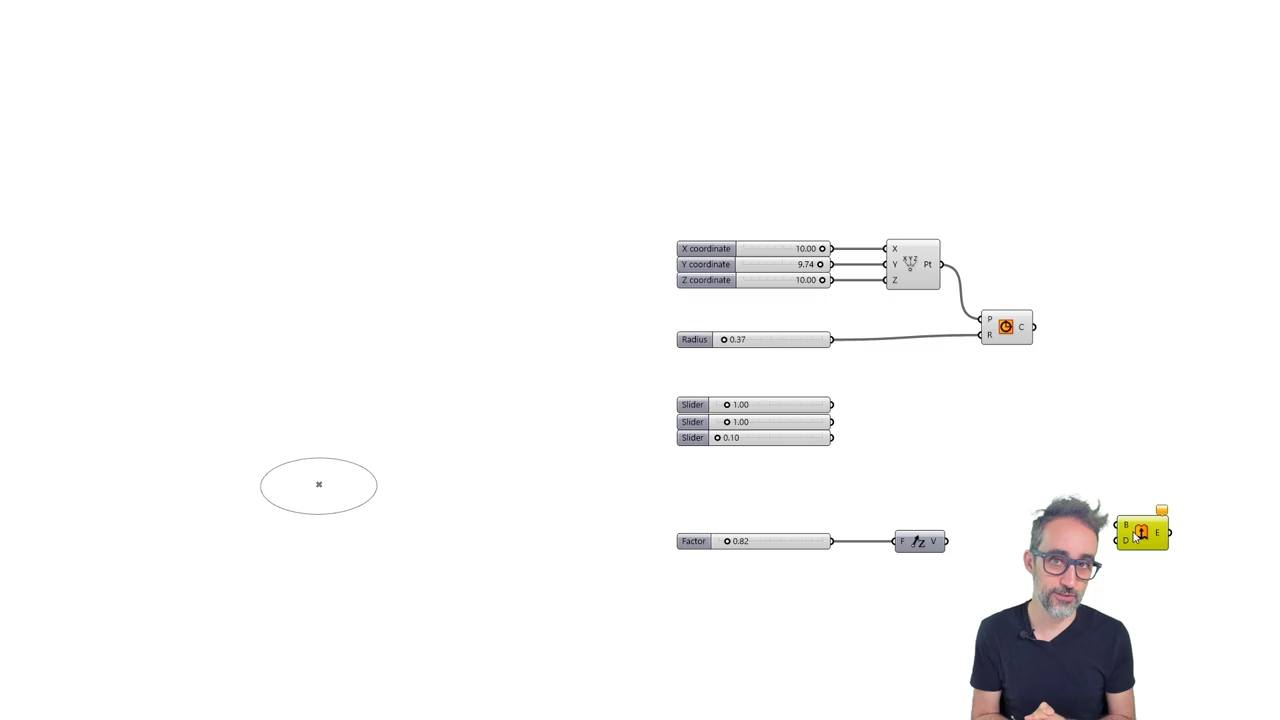 X coordinate 10.00 X
Y coordinate 9.74 Y XYZ Pt
Z coordinate 10.00 Z
P
C
Radius 0.37 R
Slider 1.00
Slider 1.00
Slider 0.10
B
E
D
Factor 0.82 F Z V